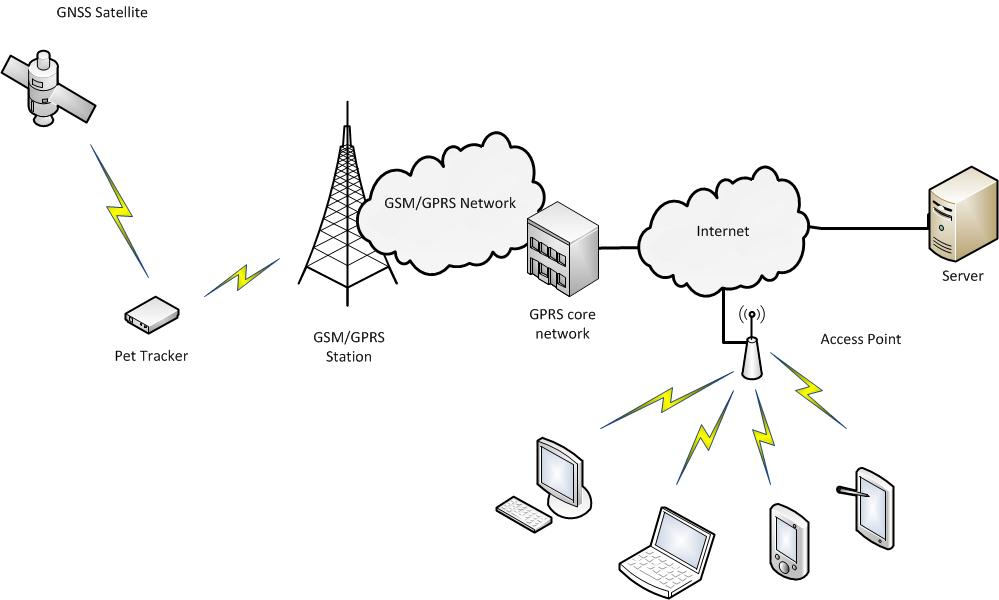 GNSS Satellite
GSM/GPRS Network
Internet
Server
GPRS core
network
GSM/GPRS
Station
Access Point
Pet Tracker